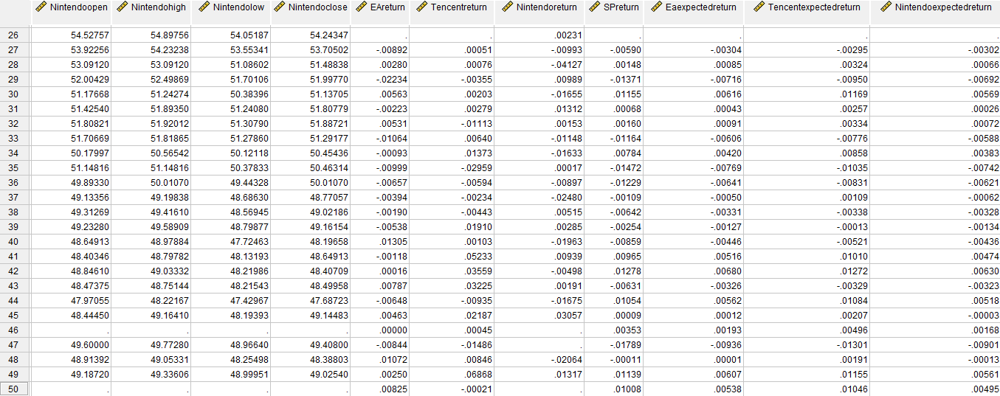 Nintendoopen Nintendohigh Nintendolow Nintendoclose EAreturn Tencentreturn Nintendoreturn SPreturn Eaexpectedreturn Tencentexpectedreturn Nintendoexpectedreturn
26 54.52757 54.89756 54.05187 54.24347 . . .00231 . . . .
27 53.92256 54.23238 53.55341 53.70502 -.00892 .00051 -.00993 -.00590 -.00304 -.00295 -.00302
28 53.09120 53.09120 51.08602 51.48838 .00280 .00076 -.04127 .00148 .00085 .00324 .00066
29 52.00429 52.49869 51.70106 51.99770 -.02234 -.00355 .00989 -.01371 -.00716 -.00950 -.00692
30 51.17668 51.24274 50.38396 51.13705 .00563 .00203 -.01655 .01155 .00616 .01169 .00569
31 51.42540 51.89350 51.24080 51.80779 -.00223 .00279 .01312 .00068 .00043 .00257 .00026
32 51.80821 51.92012 51.30790 51.88721 .00531 -.01113 .00153 .00160 .00091 .00334 .00072
33 51.70669 51.81865 51.27860 51.29177 -.01064 .00640 -.01148 -.01164 -.00606 -.00776 -.00588
34 50.17997 50.56542 50.12118 50.45436 -.00093 .01373 -.01633 .00784 .00420 .00858 .00383
35 51.14816 51.14816 50.37833 50.46314 -.00999 -.02959 .00017 -.01472 -.00769 -.01035 -.00742
36 49.89330 50.01070 49.44328 50.01070 -.00657 -.00594 -.00897 -.01229 -.00641 -.00831 -.00621
37 49.13356 49.19838 48.68630 48.77057 -.00394 -.00234 -.02480 -.00109 -.00050 .00109 -.00062
38 49.31269 49.41610 48.56945 49.02186 -.00190 -.00443 .00515 -.00642 -.00331 -.00338 -.00328
39 49.23280 49.58909 48.79877 49.16154 -.00538 .01910 .00285 -.00254 -.00127 -.00013 -.00134
40 48.64913 48.97884 47.72463 48.19658 .01305 .00103 -.01963 -.00859 -.00446 -.00521 -.00436
41 48.40346 48.79782 48.13193 48.64913 -.00118 .05233 .00939 .00965 .00516 .01010 .00474
42 48.84610 49.03332 48.21986 48.40709 .00016 .03559 -.00498 .01278 .00680 .01272 .00630
43 48.47375 48.75144 48.21543 48.49958 .00787 .03225 .00191 -.00631 -.00326 -.00329 -.00323
44 47.97055 48.22167 47.42967 47.68723 -.00648 -.00935 -.01675 .01054 .00562 .01084 .00518
45 48.44450 49.16410 48.19393 49.14483 .00463 .02187 .03057 .00009 .00012 .00207 -.00003
46 . . . . .00000 .00045 . .00353 .00193 .00496 .00168
47 49.60000 49.77280 48.96640 49.40800 -.00844 -.01486 . -.01789 -.00936 -.01301 -.00901
48 48.91392 49.05331 48.25498 48.38803 .01072 .00846 -.02064 -.00011 .00001 .00191 -.00013
49 49.18720 49.33606 48.99951 49.02540 .00250 .06868 .01317 .01139 .00607 .01155 .00561
50 . . . . .00825 -.00021 . .01008 .00538 .01046 .00495